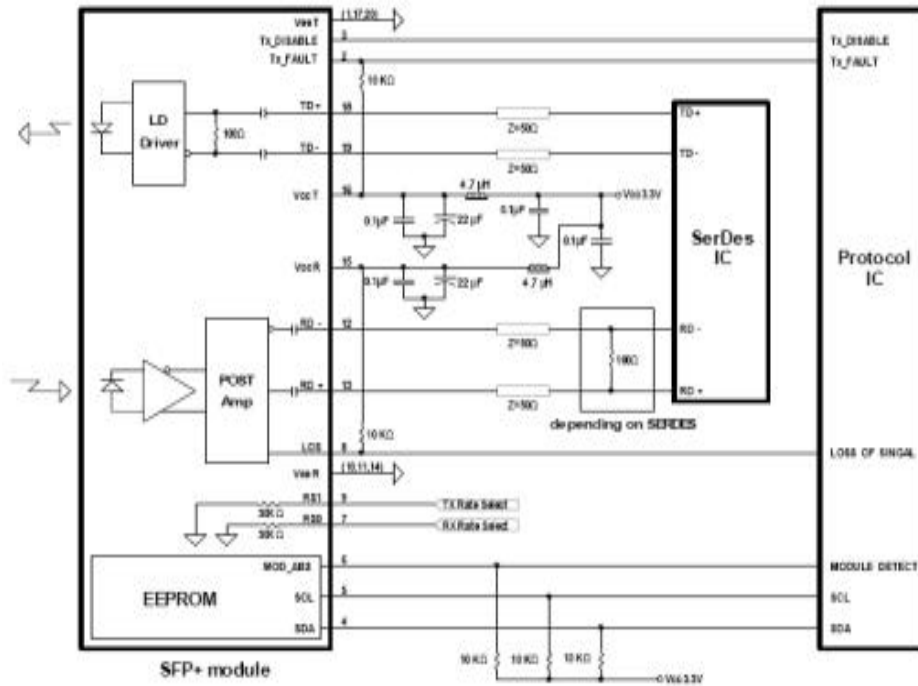 VeeT
(1,17,20)
Tx_DISABLE
3
Tx_DISABLE
Tx_FAULT
2
Tx_FAULT
10 KΩ
LD
Driver
100Ω
TD+
18
Z=50Ω
TD+
TD-
19
Z=50Ω
TD -
VccT
16
4.7 µH
Vcc 3.3V
0.1µF
22 µF
0.1µF
0.1µF
SerDes
IC
Protocol
IC
VccR
15
0.1µF
22 µF
4.7 µH
RD -
12
Z=50Ω
RD -
100Ω
POST
Amp
RD +
13
Z=50Ω
RD +
depending on SERDES
10 KΩ
LOS
8
LOSS OF SINGAL
VeeR
(10,11,14)
RS1
9
30KΩ
TX Rate Select
RS0
7
30KΩ
RX Rate Select
MOD_ABS
6
MODULE DETECT
EEPROM
SCL
5
SCL
SDA
4
SDA
10 KΩ
10 KΩ
10 KΩ
SFP+ module
Vcc 3.3V